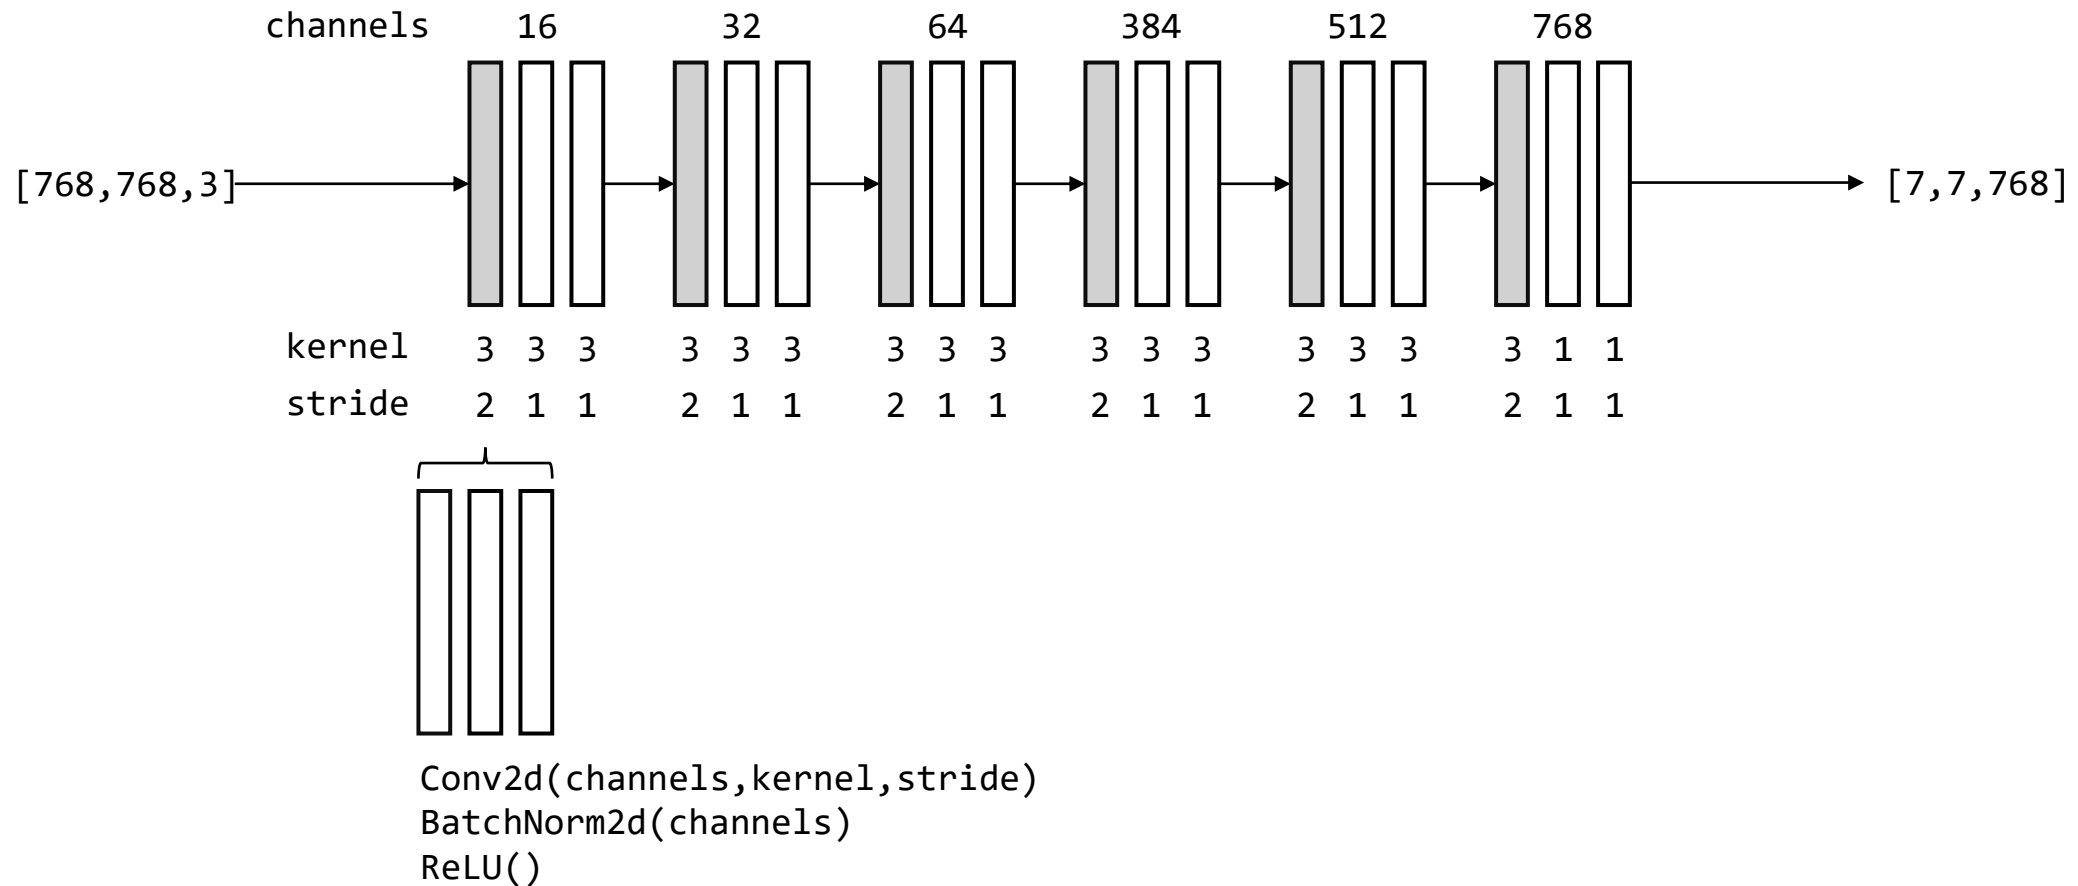 channels 16 32 64 384 512 768
[768,768,3] [7,7,768]
kernel 3 3 3 3 3 3 3 3 3 3 3 3 3 3 3 3 1 1
stride 2 1 1 2 1 1 2 1 1 2 1 1 2 1 1 2 1 1
Conv2d(channels,kernel,stride)
BatchNorm2d(channels)
ReLU()